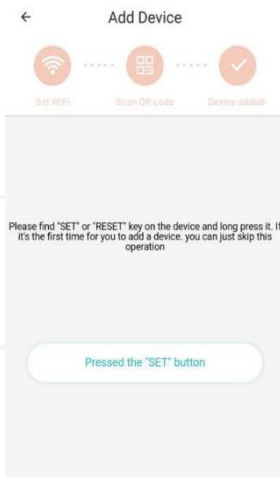 Add Device
Set WiFi
Scan QR code
Device added!
Please find "SET" or "RESET" key on the device and long press it. If
it's the first time for you to add a device. you can just skip this
operation
Pressed the "SET" button